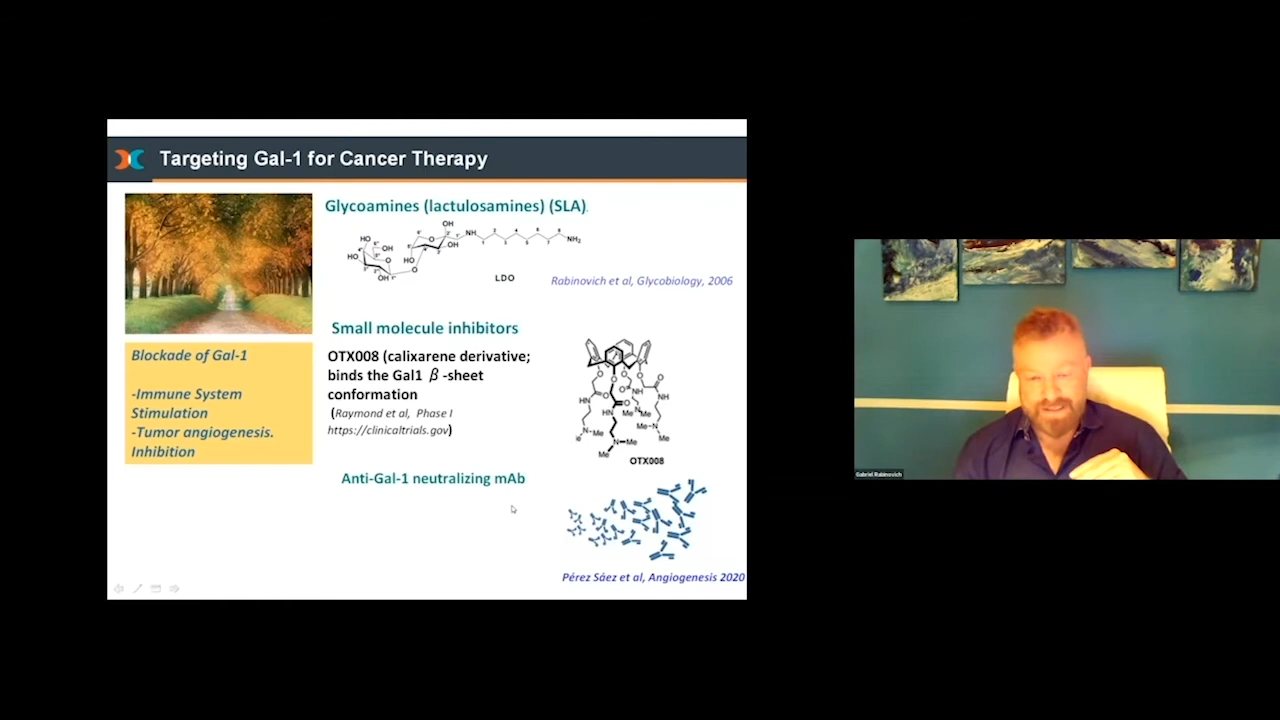 Targeting Gal-1 for Cancer Therapy
Glycoamines (lactulosamines) (SLA)
LDO
Rabinovich et al, Glycobiology, 2006
Blockade of Gal-1
-Immune System
Stimulation
-Tumor angiogenesis.
Inhibition
Small molecule inhibitors
OTX008 (calixarene derivative;
binds the Gal1 β -sheet
conformation
(Raymond et al, Phase I
https://clinicaltrials.gov)
OTX008
Anti-Gal-1 neutralizing mAb
Pérez Sáez et al, Angiogenesis 2020
Gabriel Rabinovich